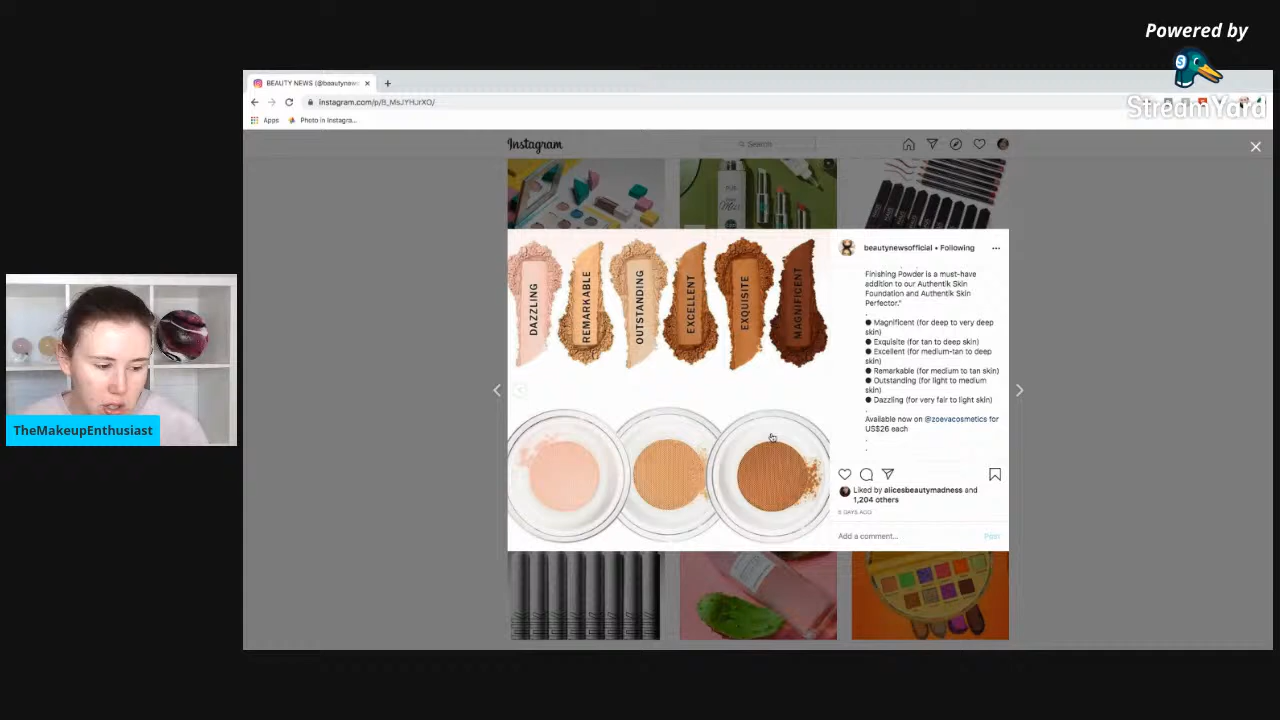 Powered by
StreamYard
BEAUTY NEWS (@beautynews
instagram.com/p/B_MsJYHJrXO/
Apps
Photo in Instagra...
Instagram
Search
beautynewsofficial • Following
DAZZLING
REMARKABLE
OUTSTANDING
EXCELLENT
EXQUISITE
MAGNIFICENT
Finishing Powder is a must-have
addition to our Authentik Skin
Foundation and Authentik Skin
Perfector."
.
● Magnificent (for deep to very deep
skin)
● Exquisite (for tan to deep skin)
● Excellent (for medium-tan to deep
skin)
● Remarkable (for medium to tan skin)
● Outstanding (for light to medium
skin)
● Dazzling (for very fair to light skin)
.
Available now on @zoevacosmetics for
US$26 each
.
.
Liked by alicesbeautymadness and
1,204 others
DAYS AGO
Add a comment...
Post
TheMakeupEnthusiast